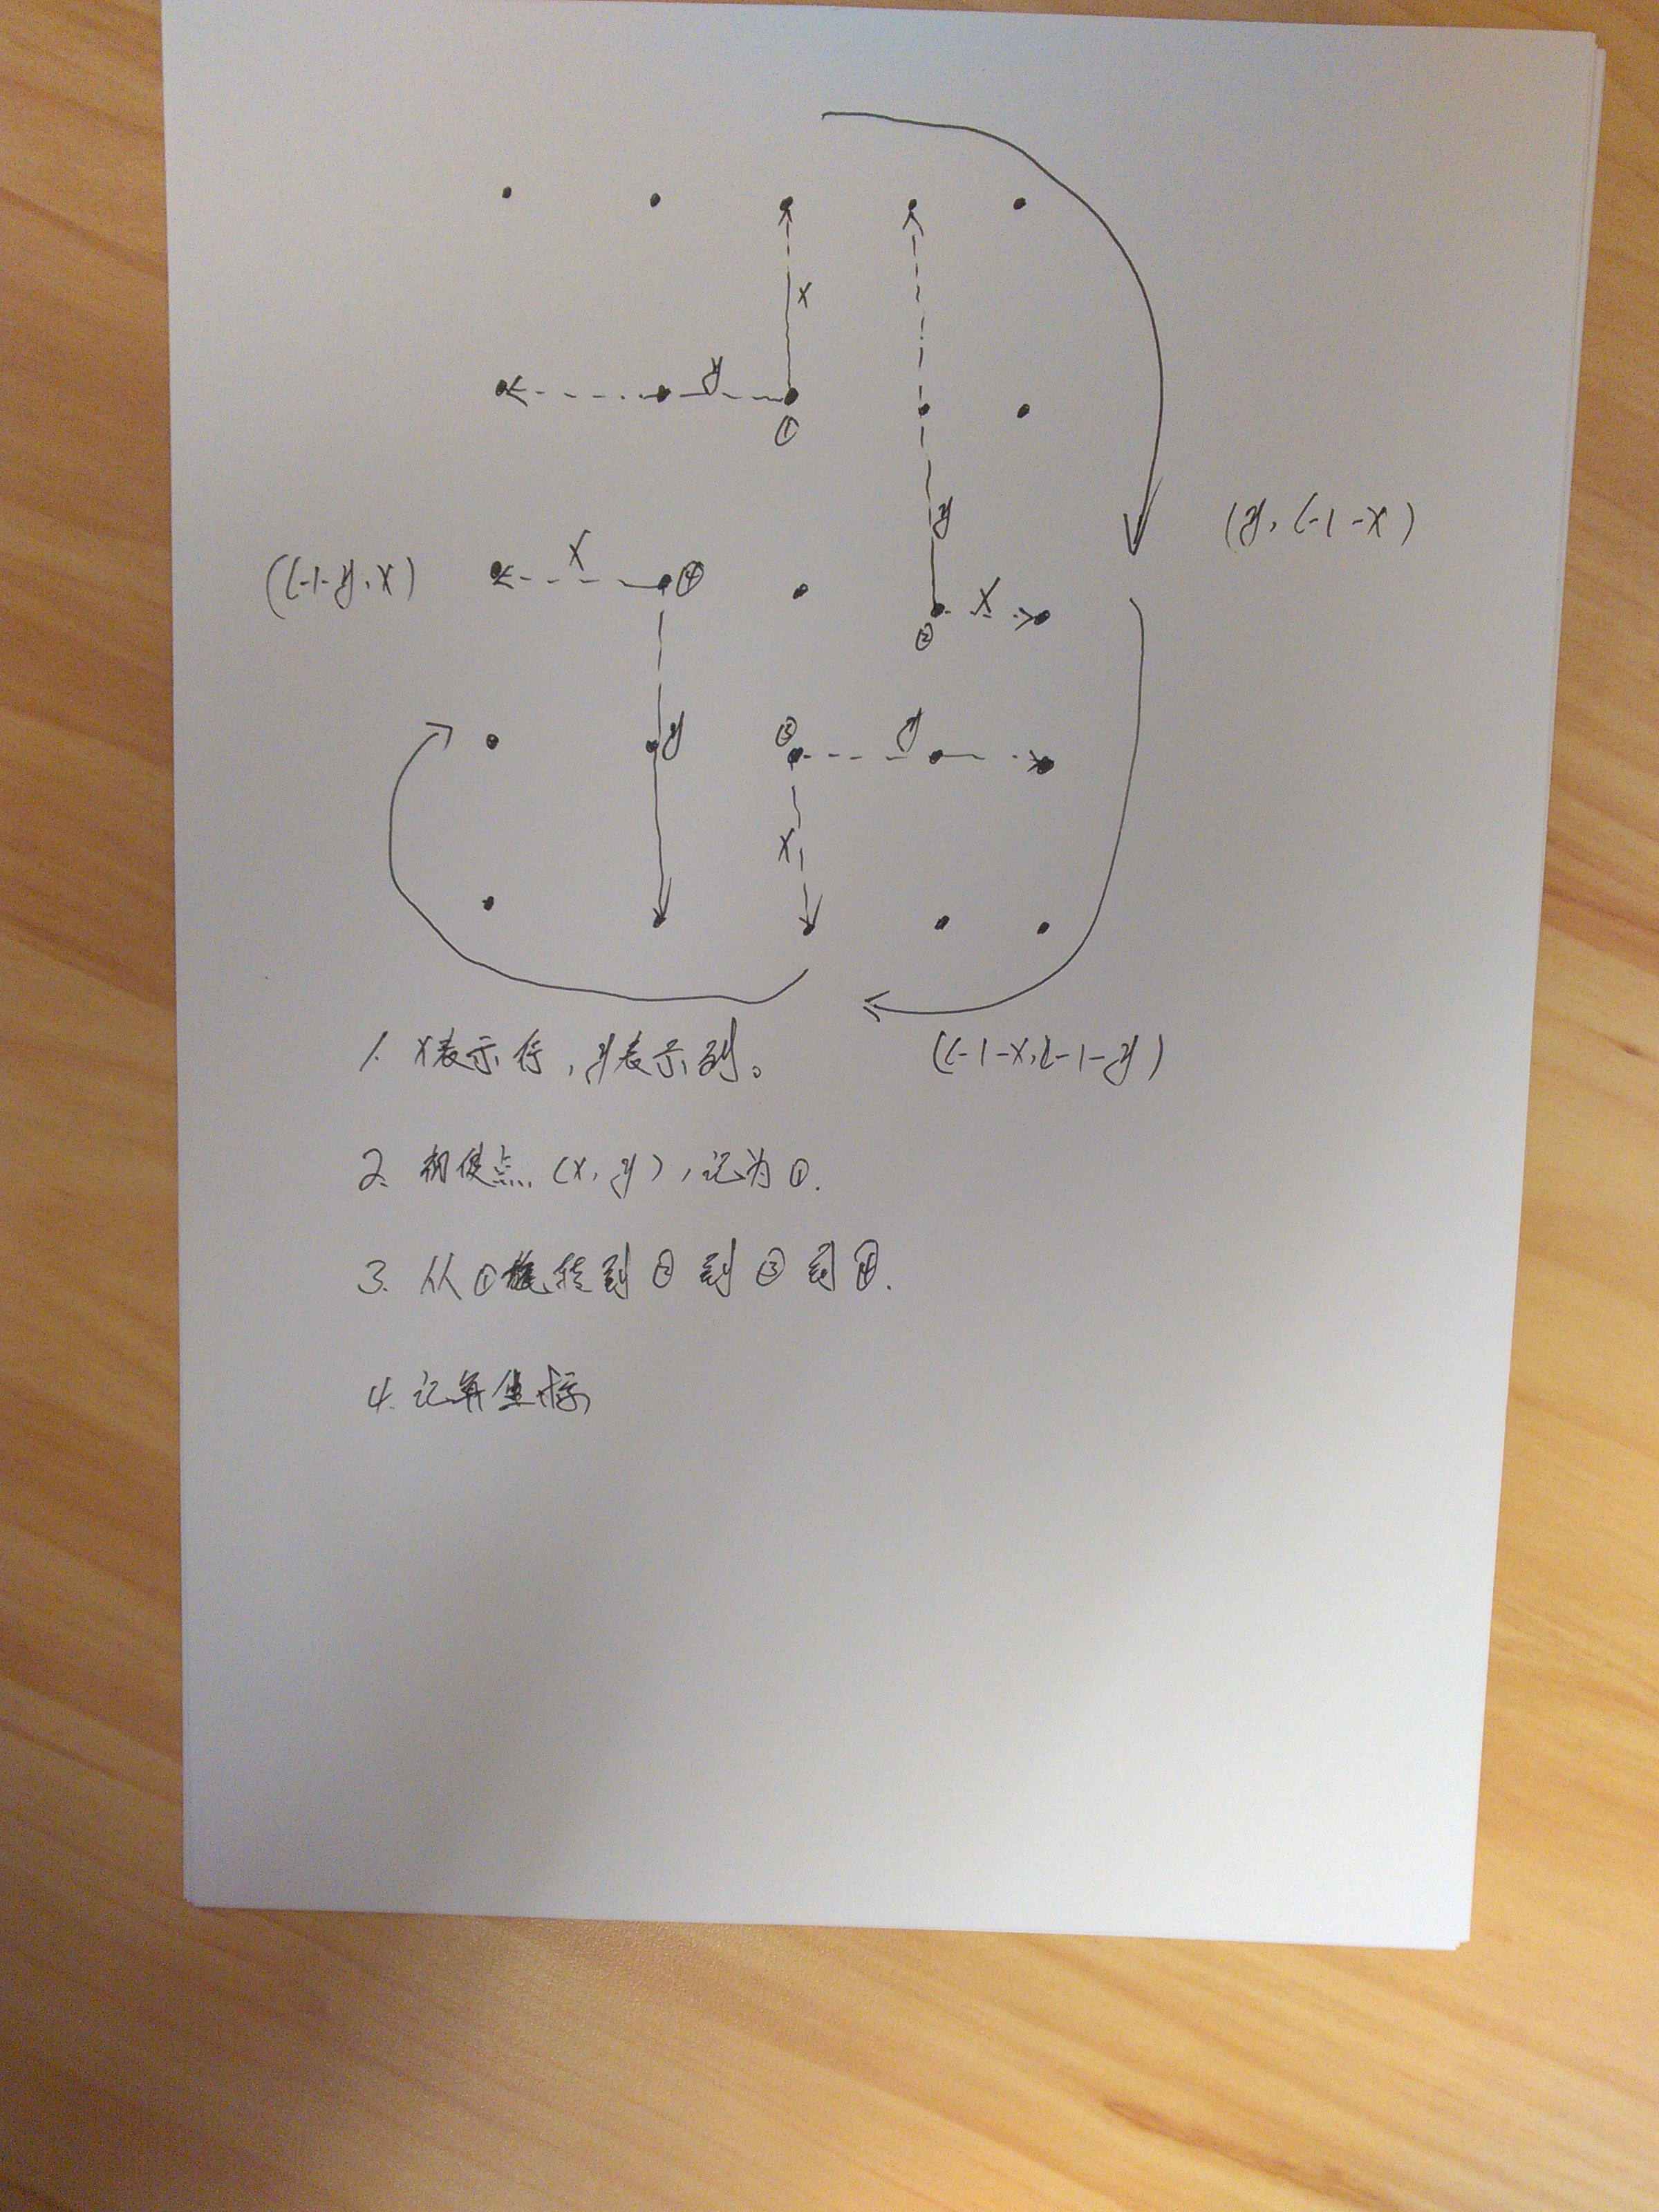 x
y
①
y
(y, l-1-x)
x
(l-1-y, x)
④
x
②
y
③
y
x
1. x表示行,y表示列。
(l-1-x, l-1-y)
2. 初使点 (x, y), 记为①.
3. 从①旋转到②到③到④.
4. 记算坐标